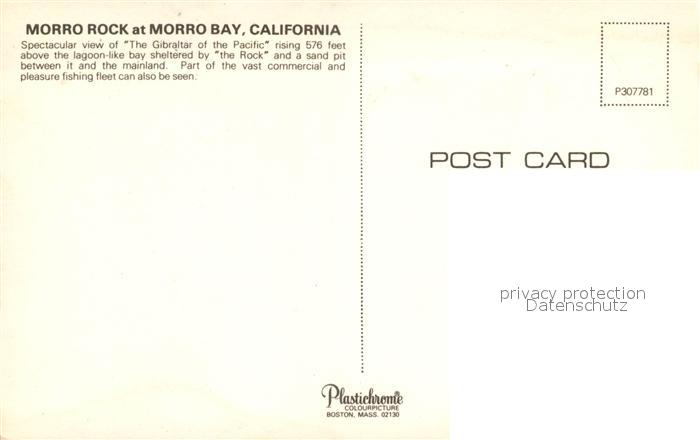 MORRO ROCK at MORRO BAY, CALIFORNIA
Spectacular view of "The Gibraltar of the Pacific" rising 576 feet
above the lagoon-like bay sheltered by "the Rock" and a sand pit
between it and the mainland. Part of the vast commercial and
pleasure fishing fleet can also be seen.
P307781
POST CARD
privacy protection
Datenschutz
Plastichrome®
COLOURPICTURE
BOSTON, MASS. 02130